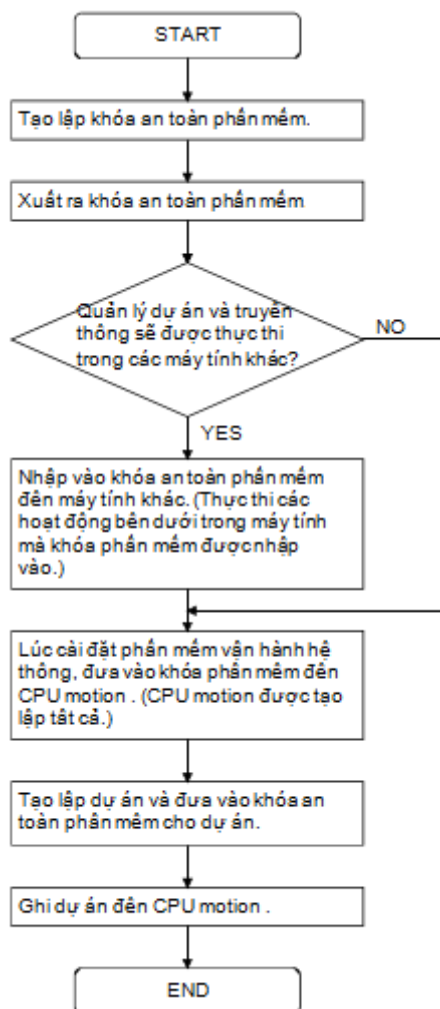 START
Tạo lập khóa an toàn phần mềm.
Xuất ra khóa an toàn phần mềm
Quản lý dự án và truyền
thông sẽ được thực thi
trong các máy tính khác?
NO
YES
Nhập vào khóa an toàn phần mềm
đến máy tính khác. (Thực thi các
hoạt động bên dưới trong máy tính
mà khóa phần mềm được nhập
vào.)
Lúc cài đặt phần mềm vận hành hệ
thống, đưa vào khóa phần mêm đến
CPU motion . (CPU motion được tạo
lập tât cả.)
Tạo lập dự án và đưa vào khóa an
toàn phần mêm cho dự án.
Ghi dự án đên CPU motion .
END